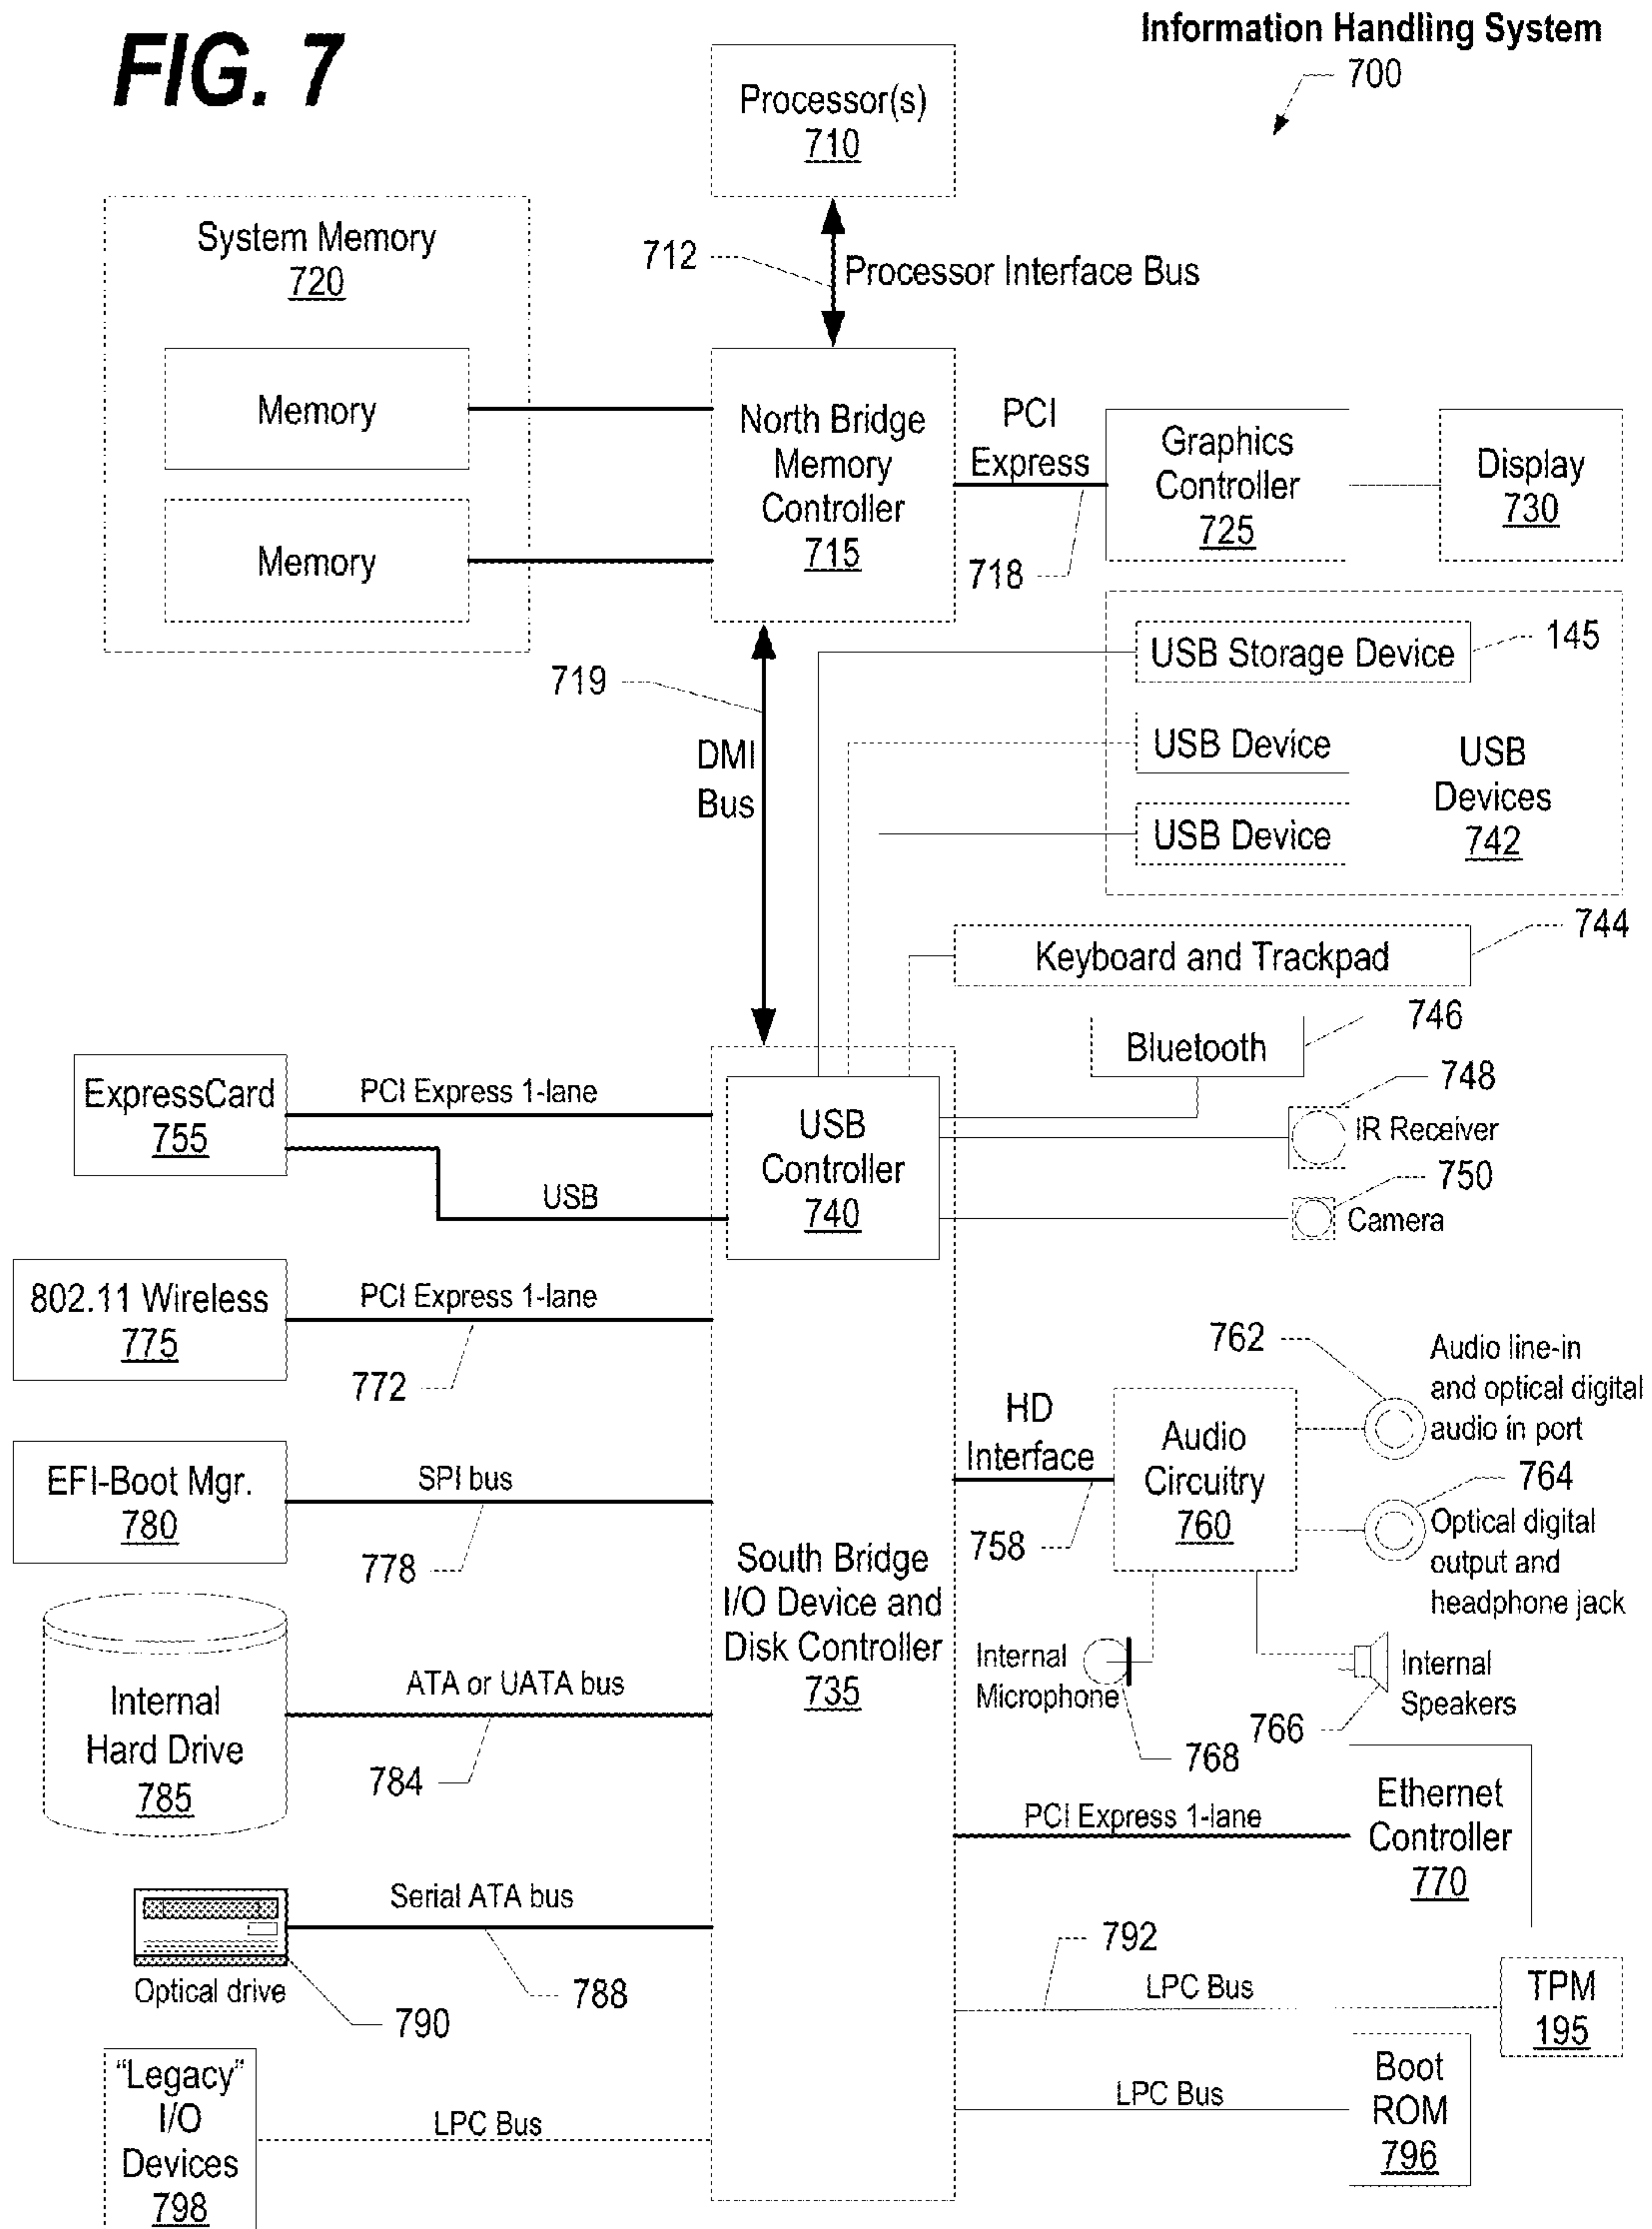 FIG. 7
Information Handling System
700
Processor(s)
710
System Memory
720
712
Processor Interface Bus
Memory
Memory
North Bridge
Memory
Controller
715
PCI
Express
718
Graphics
Controller
725
Display
730
USB Storage Device
145
719
DMI
Bus
USB Device
USB Device
USB
Devices
742
744
Keyboard and Trackpad
746
Bluetooth
748
IR Receiver
750
Camera
ExpressCard
755
PCI Express 1-lane
USB
USB
Controller
740
802.11 Wireless
775
PCI Express 1-lane
772
762
Audio line-in
and optical digital
audio in port
HD
Interface
758
Audio
Circuitry
760
764
Optical digital
output and
headphone jack
EFI-Boot Mgr.
780
SPI bus
778
South Bridge
I/O Device and
Disk Controller
735
Internal
Microphone
768
Internal
Speakers
766
Internal
Hard Drive
785
ATA or UATA bus
784
PCI Express 1-lane
Ethernet
Controller
770
Serial ATA bus
788
Optical drive
790
792
LPC Bus
TPM
195
"Legacy"
I/O
Devices
798
LPC Bus
LPC Bus
Boot
ROM
796